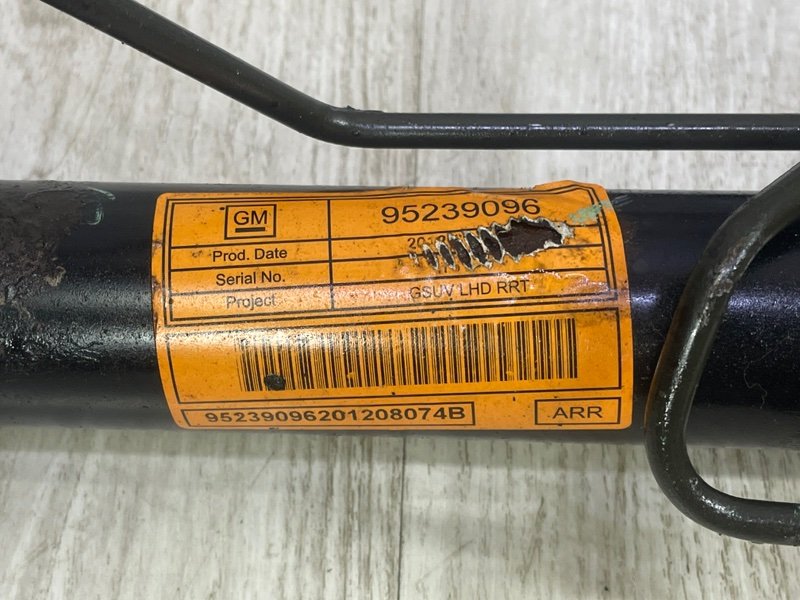 GM 95239096
Prod. Date
Serial No.
Project GSUV LHD RRT
95239096201208074B ARR